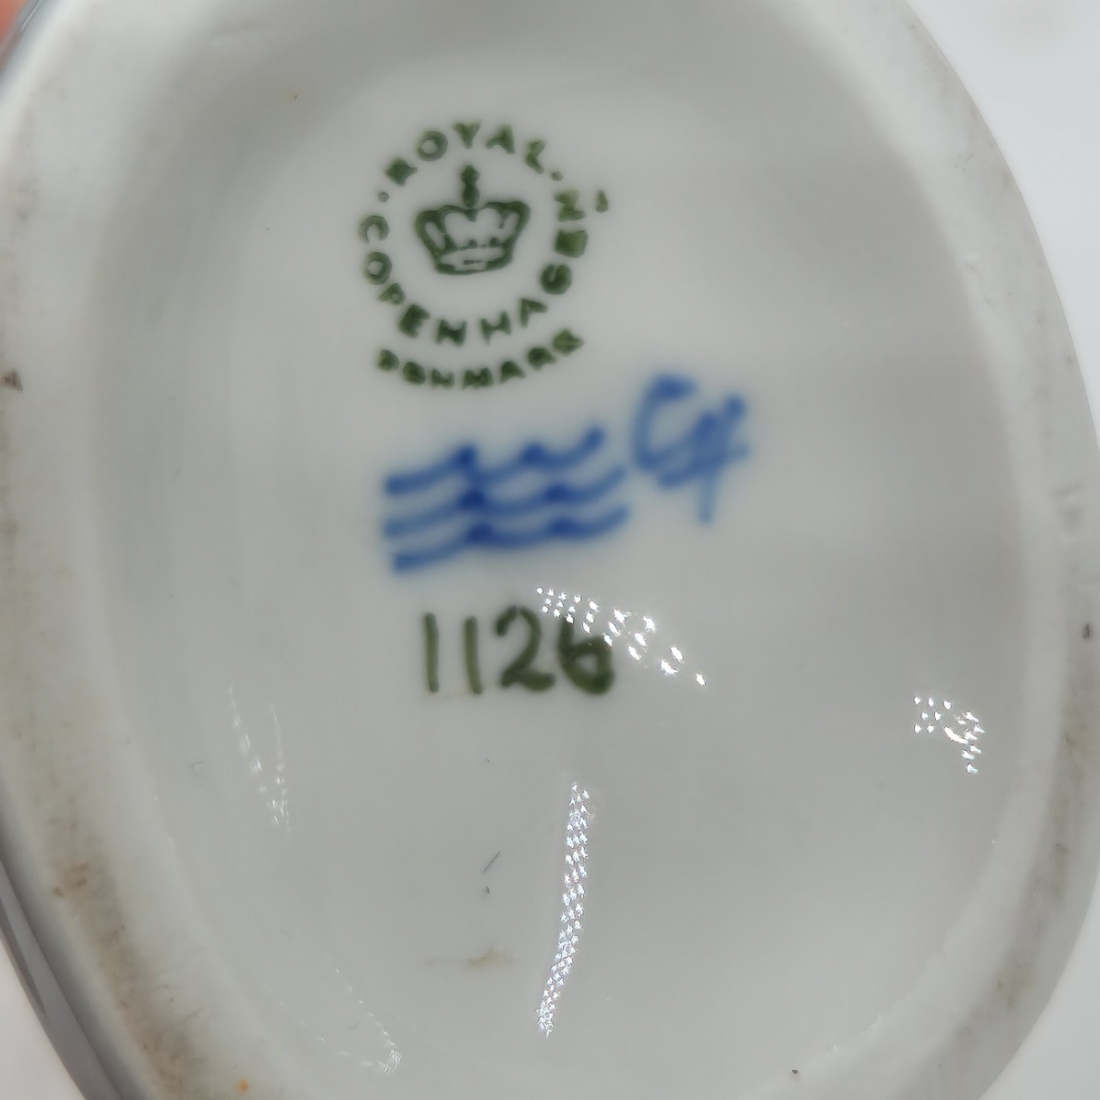 ROYAL
COPENHAGEN
DENMARK
1126